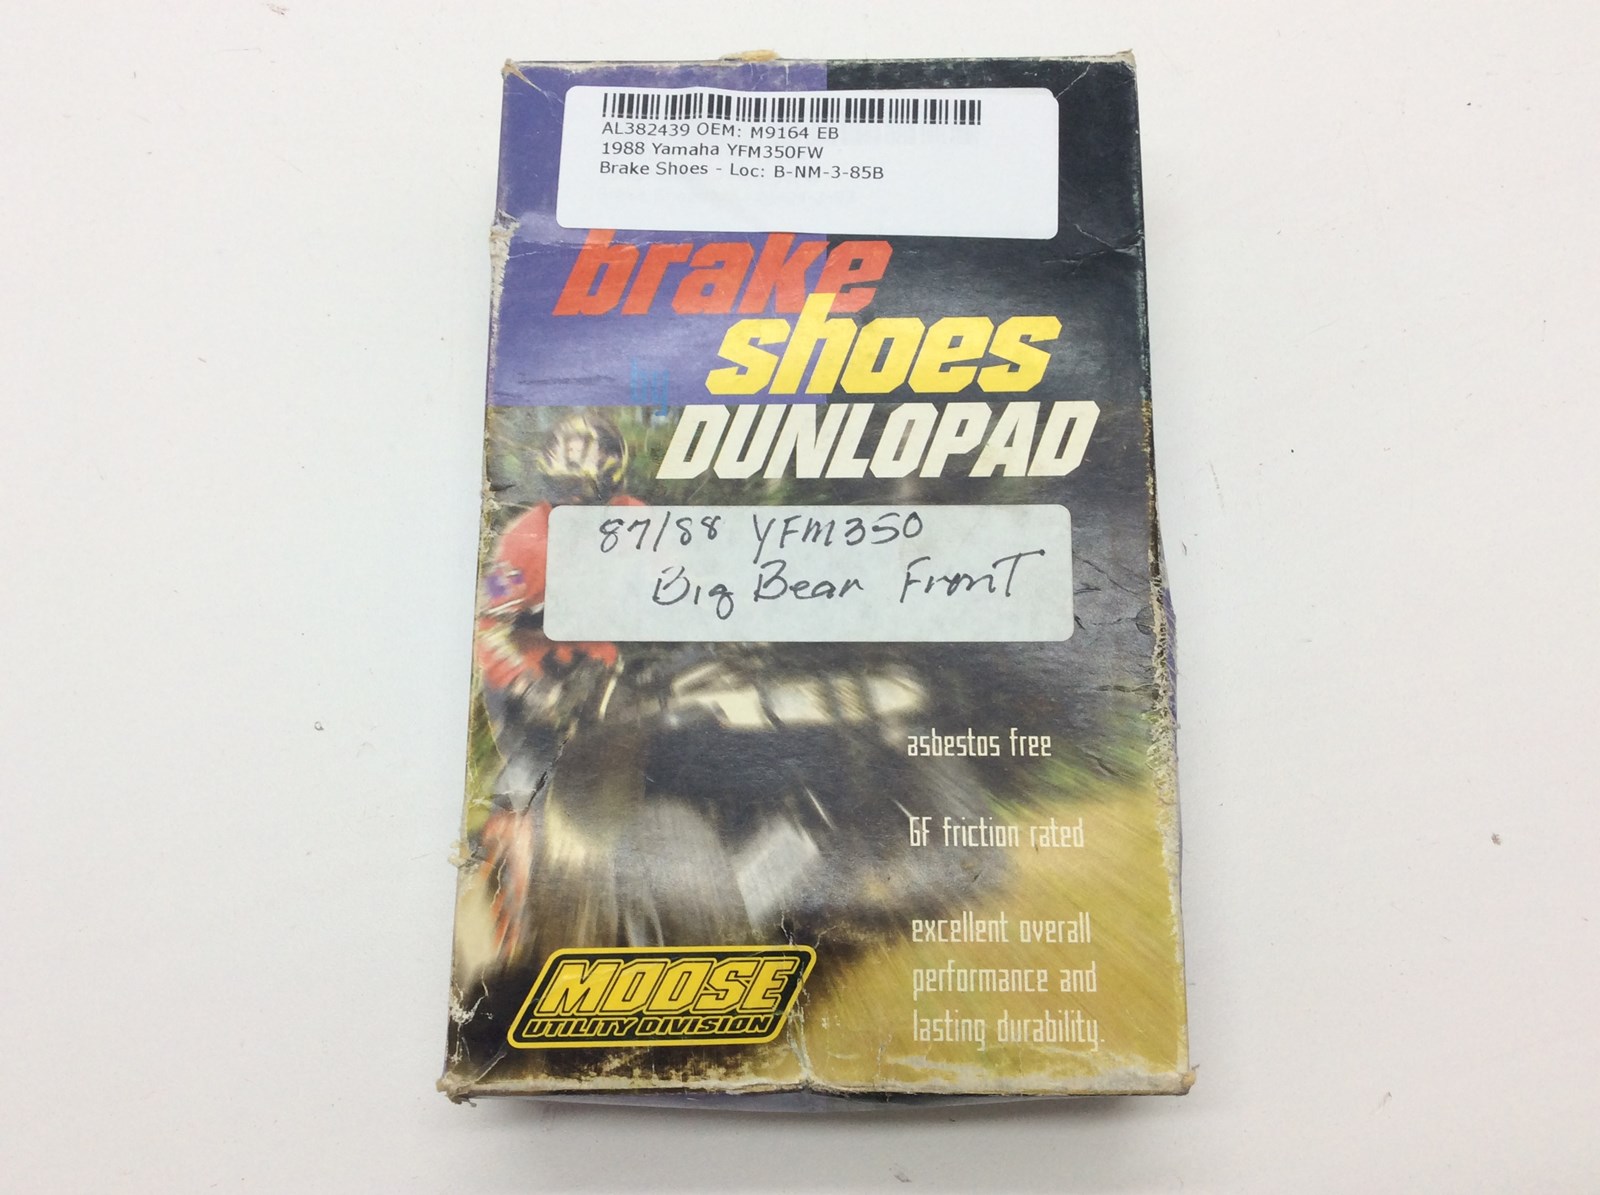 AL382439 OEM: M9164 EB
1988 Yamaha YFM350FW
Brake Shoes - Loc: B-NM-3-85B
brake
shoes
by
DUNLOPAD
87/88 YFM350
Big Bear Front
asbestos free
GF friction rated
excellent overall
performance and
lasting durability.
MOOSE
UTILITY DIVISION